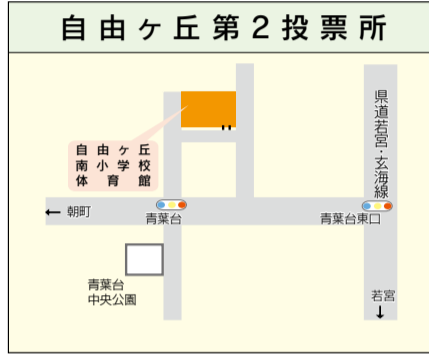 自由ヶ丘第2投票所
自由ヶ丘
南小学校
体育館
県道若宮・玄海線
← 朝町
青葉台
青葉台東口
青葉台
中央公園
若宮
↓